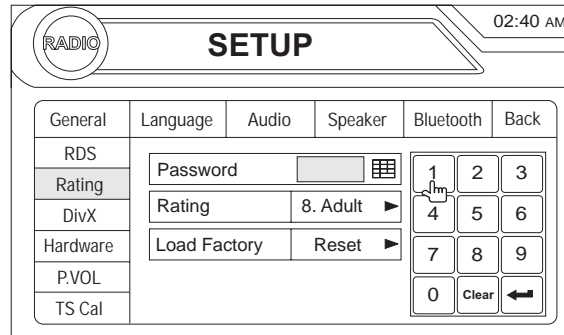 RADIO
SETUP
02:40 AM
General Language Audio Speaker Bluetooth Back
RDS
Rating
DivX
Hardware
P.VOL
TS Cal
Password
Rating 8. Adult
Load Factory Reset
1 2 3
4 5 6
7 8 9
0 Clear